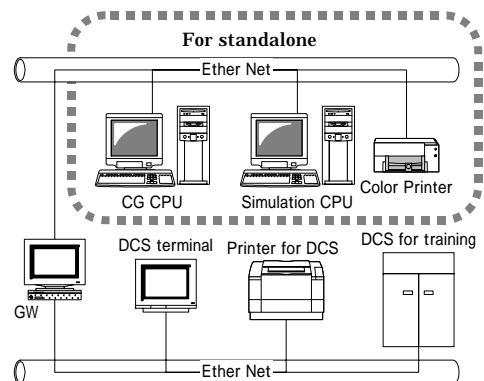 For standalone
Ether Net
CG CPU
Simulation CPU
Color Printer
DCS terminal
Printer for DCS
DCS for training
GW
Ether Net